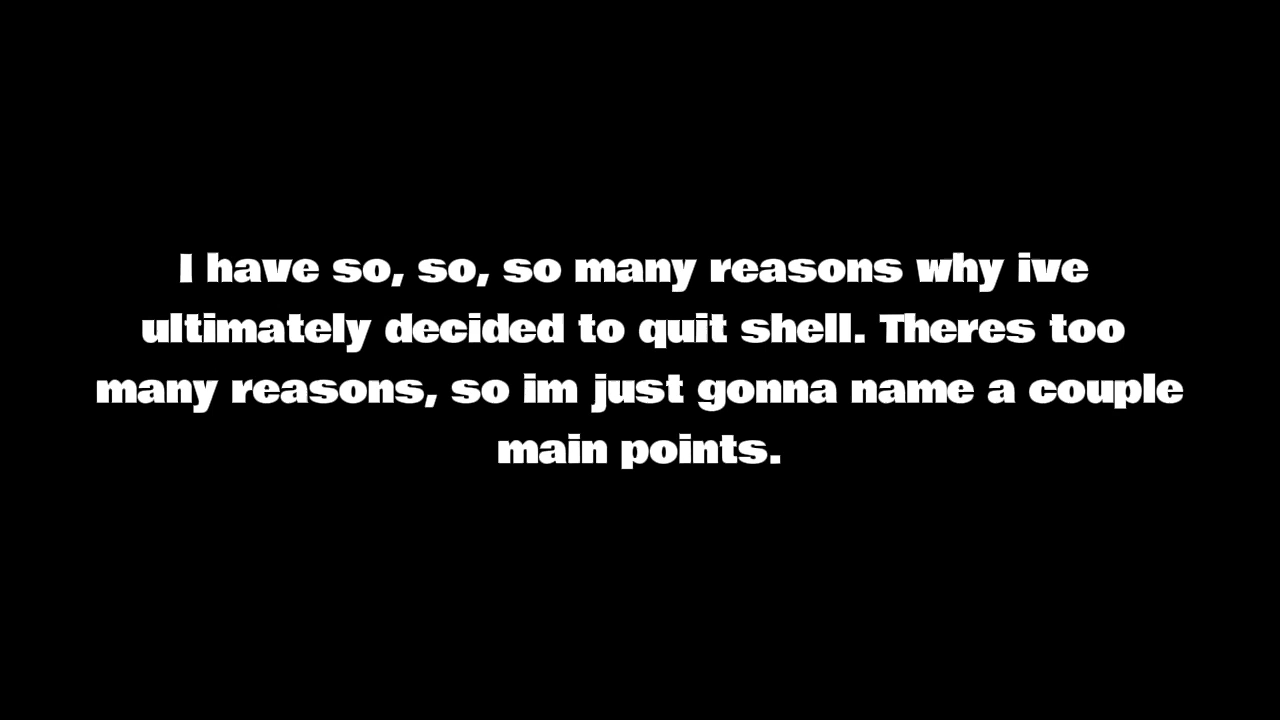 I have so, so, so many reasons why ive
ultimately decided to quit shell. Theres too
many reasons, so im just gonna name a couple
main points.